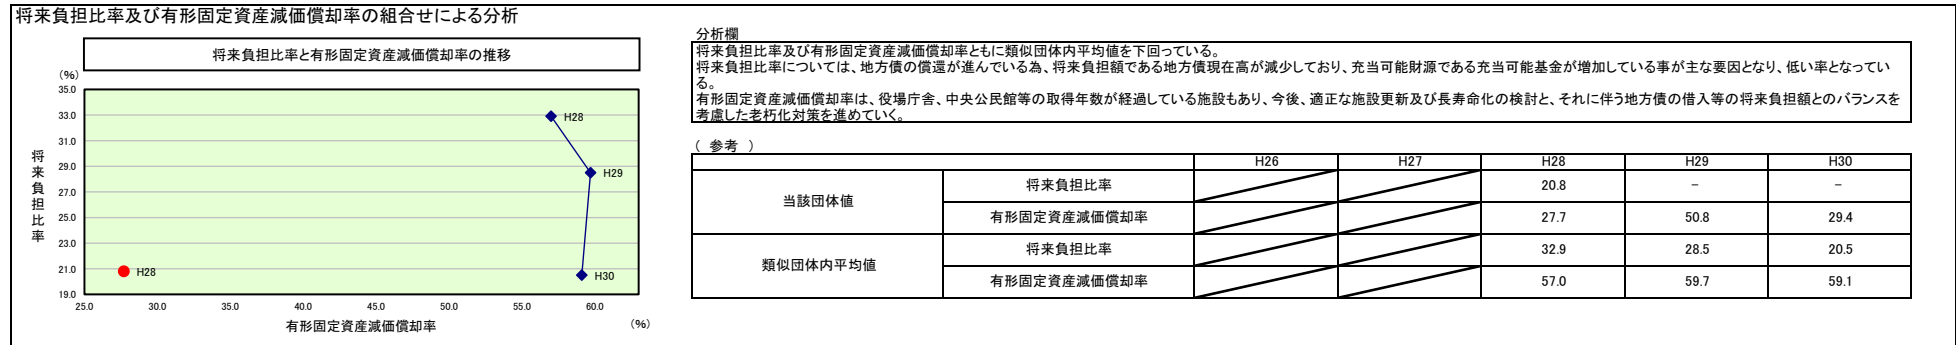 将来負担比率及び有形固定資産減価償却率の組合せによる分析
将来負担比率と有形固定資産減価償却率の推移
(%)
35.0
33.0
31.0
29.0
27.0
25.0
23.0
21.0
19.0
将来負担比率
H28
H29
H30
H28
25.0 30.0 35.0 40.0 45.0 50.0 55.0 60.0
有形固定資産減価償却率
(%)
分析欄
将来負担比率及び有形固定資産減価償却率ともに類似団体内平均値を下回っている。
将来負担比率については、地方債の償還が進んでいる為、将来負担額である地方債現在高が減少しており、充当可能財源である充当可能基金が増加している事が主な要因となり、低い率となってい
る。
有形固定資産減価償却率は、役場庁舎、中央公民館等の取得年数が経過している施設もあり、今後、適正な施設更新及び長寿命化の検討と、それに伴う地方債の借入等の将来負担額とのバランスを
考慮した老朽化対策を進めていく。
( 参考 )
H26 H27 H28 H29 H30
当該団体値 将来負担比率 20.8 － －
有形固定資産減価償却率 27.7 50.8 29.4
類似団体内平均値 将来負担比率 32.9 28.5 20.5
有形固定資産減価償却率 57.0 59.7 59.1